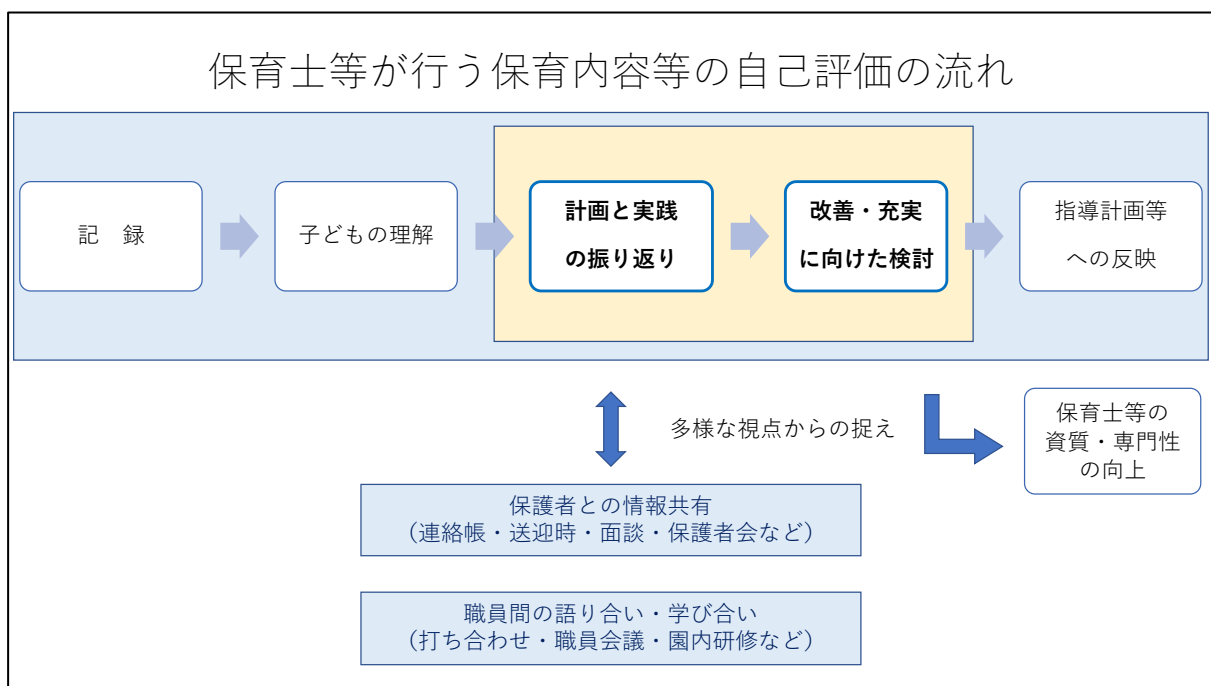 保育士等が行う保育内容等の自己評価の流れ
記　録
子どもの理解
計画と実践
の振り返り
改善・充実
に向けた検討
指導計画等
への反映
多様な視点からの捉え
保育士等の
資質・専門性
の向上
保護者との情報共有
（連絡帳・送迎時・面談・保護者会など）
職員間の語り合い・学び合い
（打ち合わせ・職員会議・園内研修など）